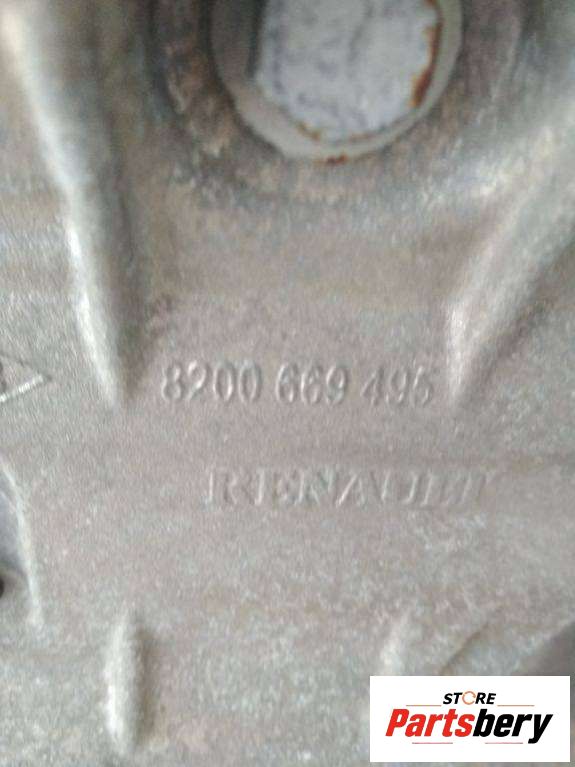 8200 669 495
RENAULT
STORE
Partsbery